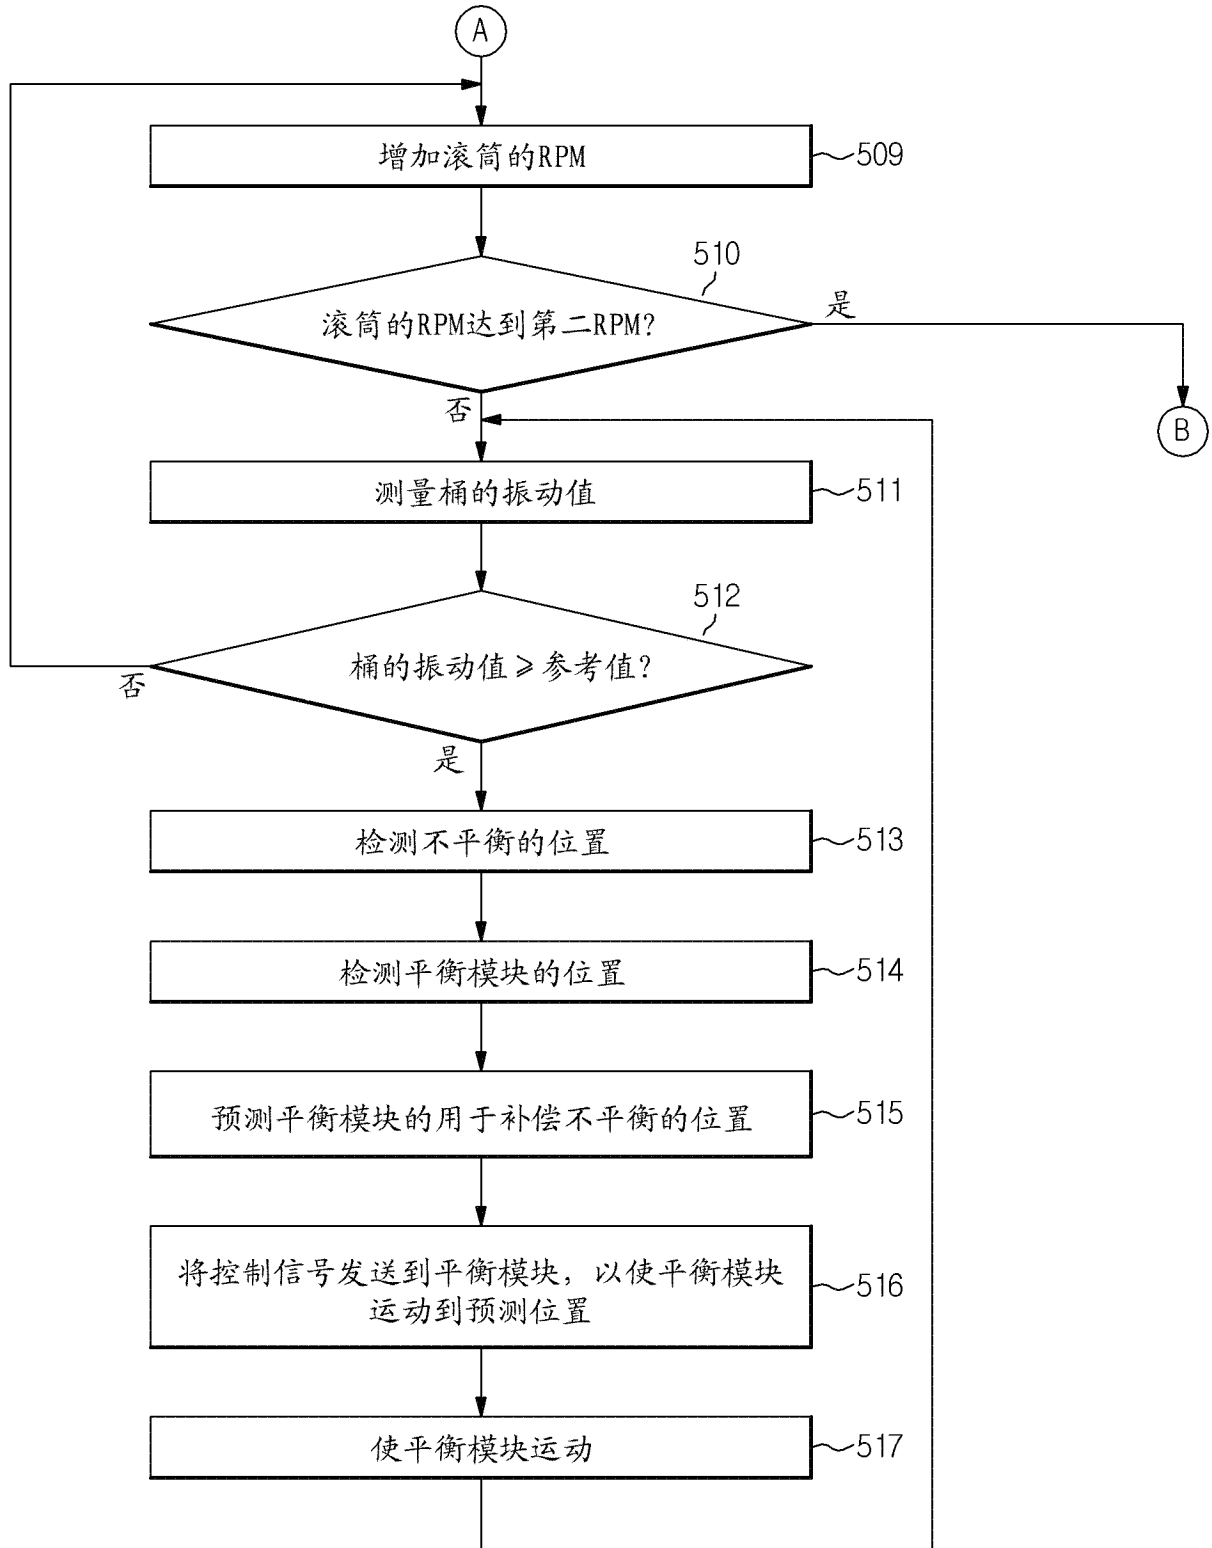 A
增加滚筒的RPM
509
510
滚筒的RPM达到第二RPM?
是
否
B
测量桶的振动值
511
512
桶的振动值≥参考值?
否
是
检测不平衡的位置
513
检测平衡模块的位置
514
预测平衡模块的用于补偿不平衡的位置
515
将控制信号发送到平衡模块，以使平衡模块
运动到预测位置
516
使平衡模块运动
517